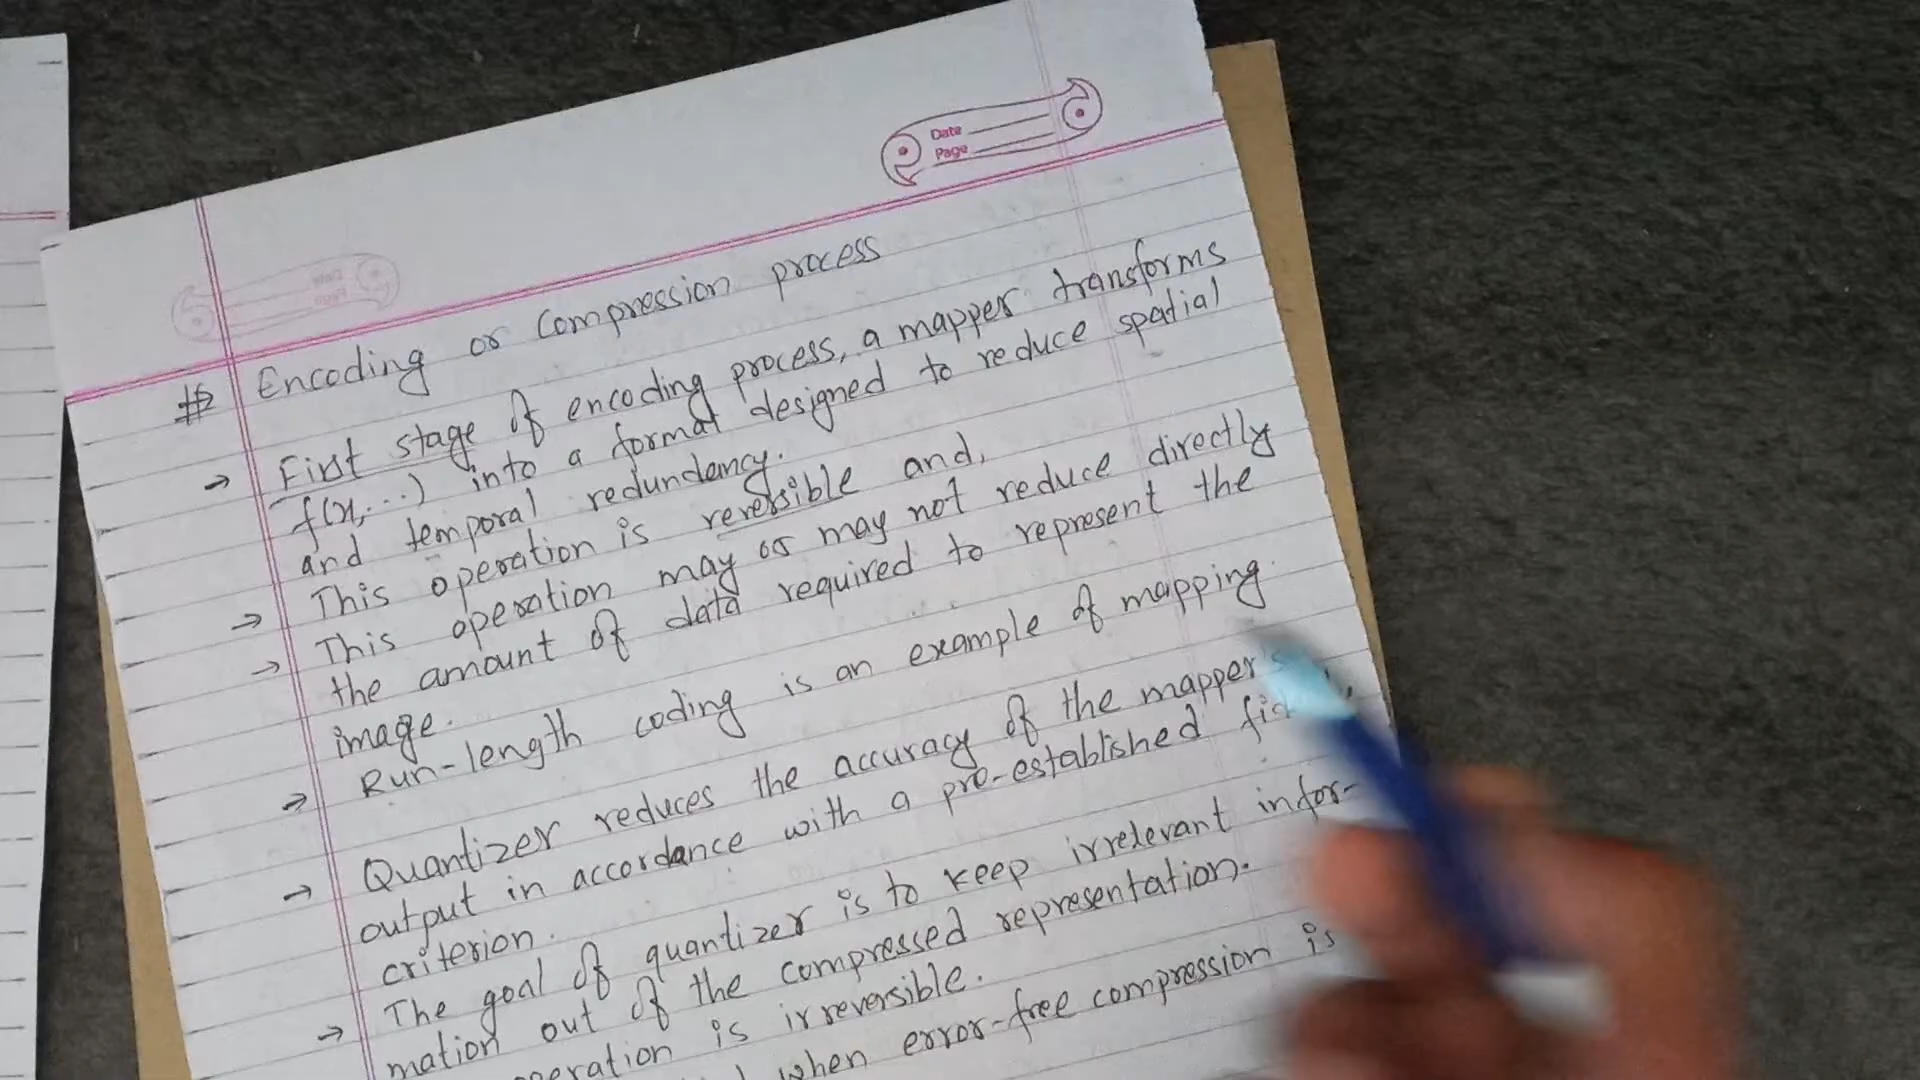 Date
Page
# Encoding or Compression process
→ First stage of encoding process, a mapper transforms
f(x,...) into a format designed to reduce spatial
and temporal redundancy.
→ This operation is reversible and,
→ This operation may or may not reduce directly
the amount of data required to represent the
image.
→ Run-length coding is an example of mapping.
→ Quantizer reduces the accuracy of the mapper's
output in accordance with a pre-established
criterion.
→ The goal of quantizer is to keep irrelevant infor-
mation out of the compressed representation.
is irreversible.
when error-free compression is